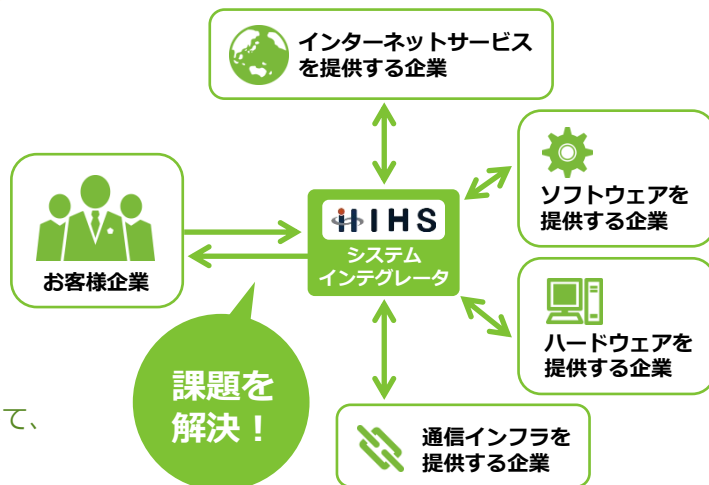 インターネットサービス
を提供する企業
ソフトウェアを
提供する企業
お客様企業
IHS
システム
インテグレータ
ハードウェアを
提供する企業
課題を
解決！
て、
通信インフラを
提供する企業